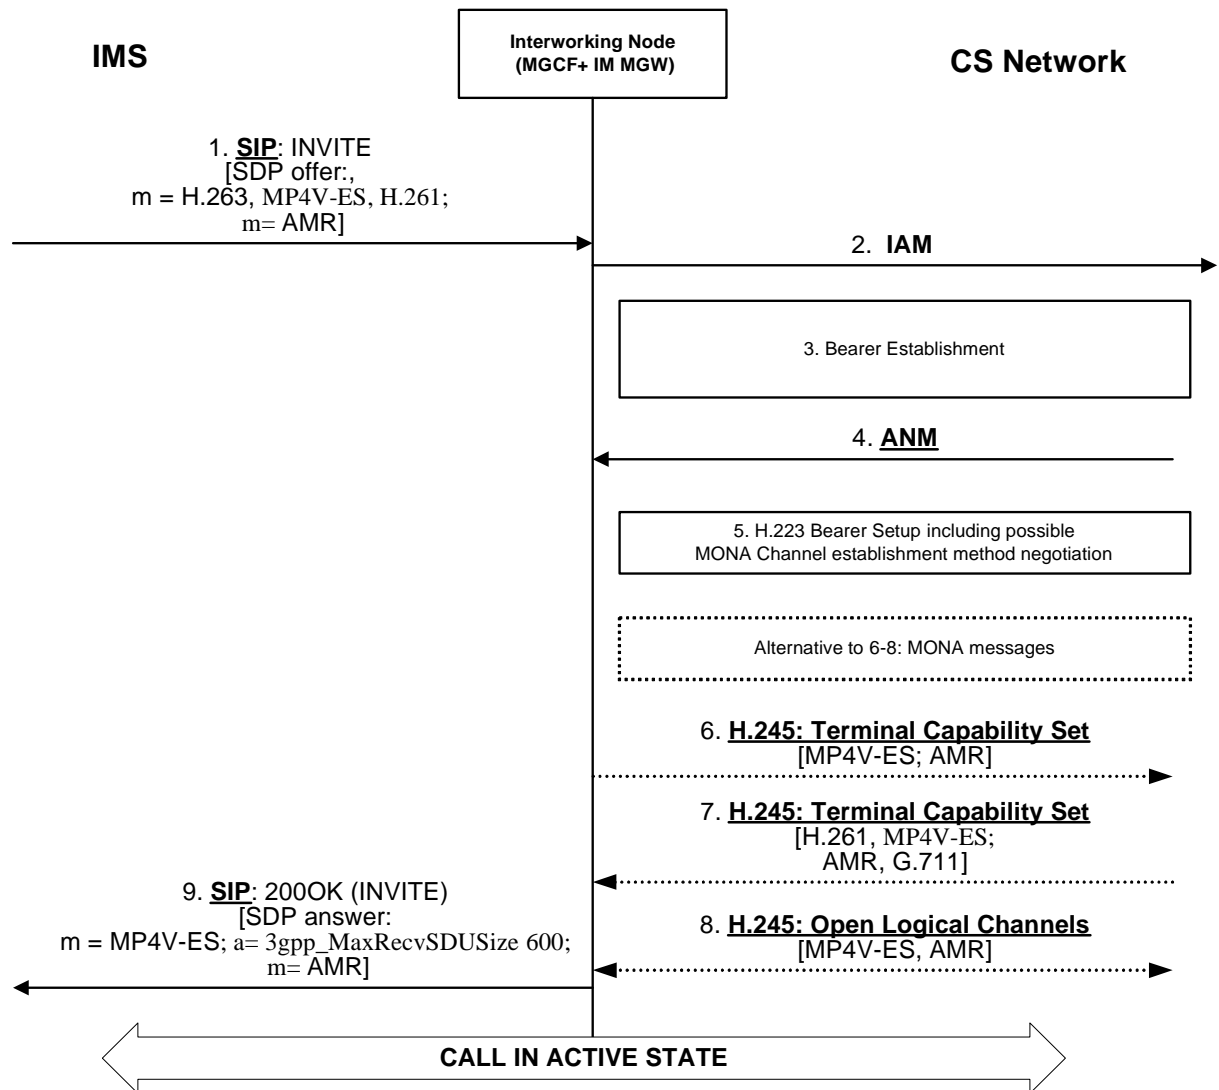 IMS
Interworking Node
(MGCF+ IM MGW)
CS Network
1. SIP: INVITE
[SDP offer:,
m = H.263, MP4V-ES, H.261;
m= AMR]
2. IAM
3. Bearer Establishment
4. ANM
5. H.223 Bearer Setup including possible
MONA Channel establishment method negotiation
Alternative to 6-8: MONA messages
6. H.245: Terminal Capability Set
[MP4V-ES; AMR]
7. H.245: Terminal Capability Set
[H.261, MP4V-ES;
AMR, G.711]
9. SIP: 200OK (INVITE)
[SDP answer:
m = MP4V-ES; a= 3gpp_MaxRecvSDUSize 600;
m= AMR]
8. H.245: Open Logical Channels
[MP4V-ES, AMR]
CALL IN ACTIVE STATE